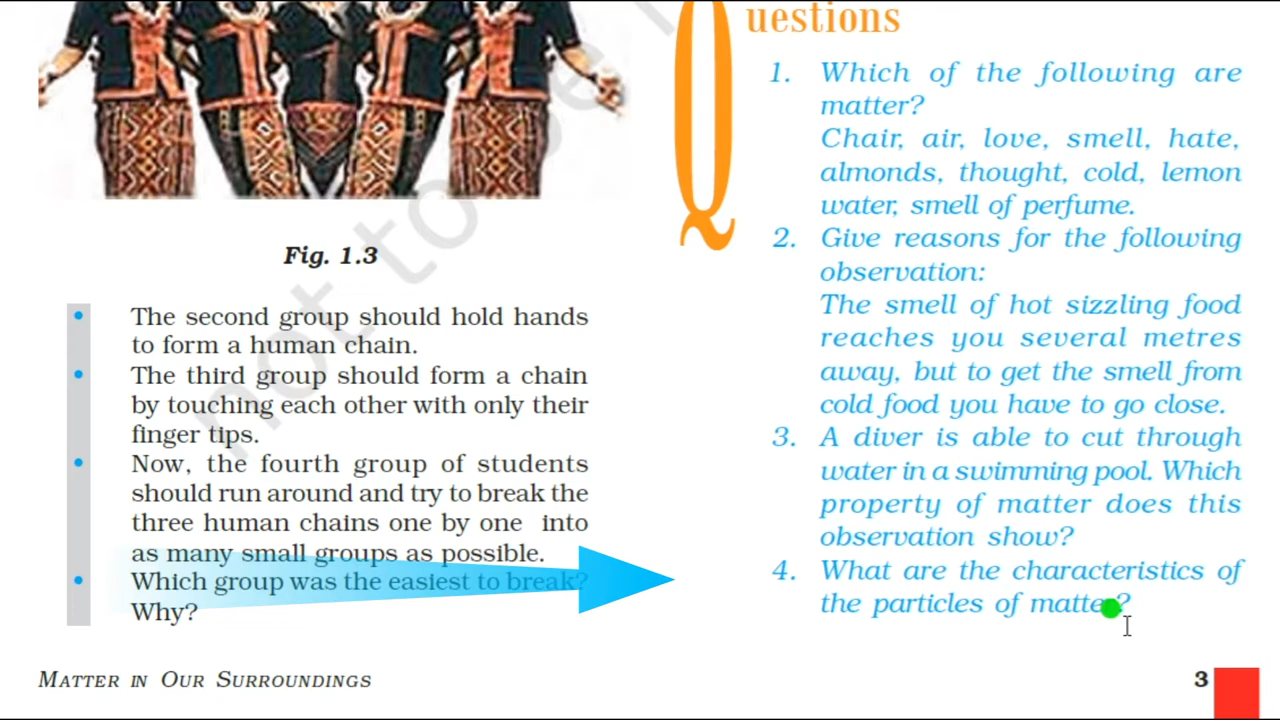 Fig. 1.3
• The second group should hold hands
to form a human chain.
• The third group should form a chain
by touching each other with only their
finger tips.
• Now, the fourth group of students
should run around and try to break the
three human chains one by one into
as many small groups as possible.
• Which group was the easiest to break?
Why?
MATTER IN OUR SURROUNDINGS
Questions
1. Which of the following are
matter?
Chair, air, love, smell, hate,
almonds, thought, cold, lemon
water, smell of perfume.
2. Give reasons for the following
observation:
The smell of hot sizzling food
reaches you several metres
away, but to get the smell from
cold food you have to go close.
3. A diver is able to cut through
water in a swimming pool. Which
property of matter does this
observation show?
4. What are the characteristics of
the particles of matter?
3
not to be